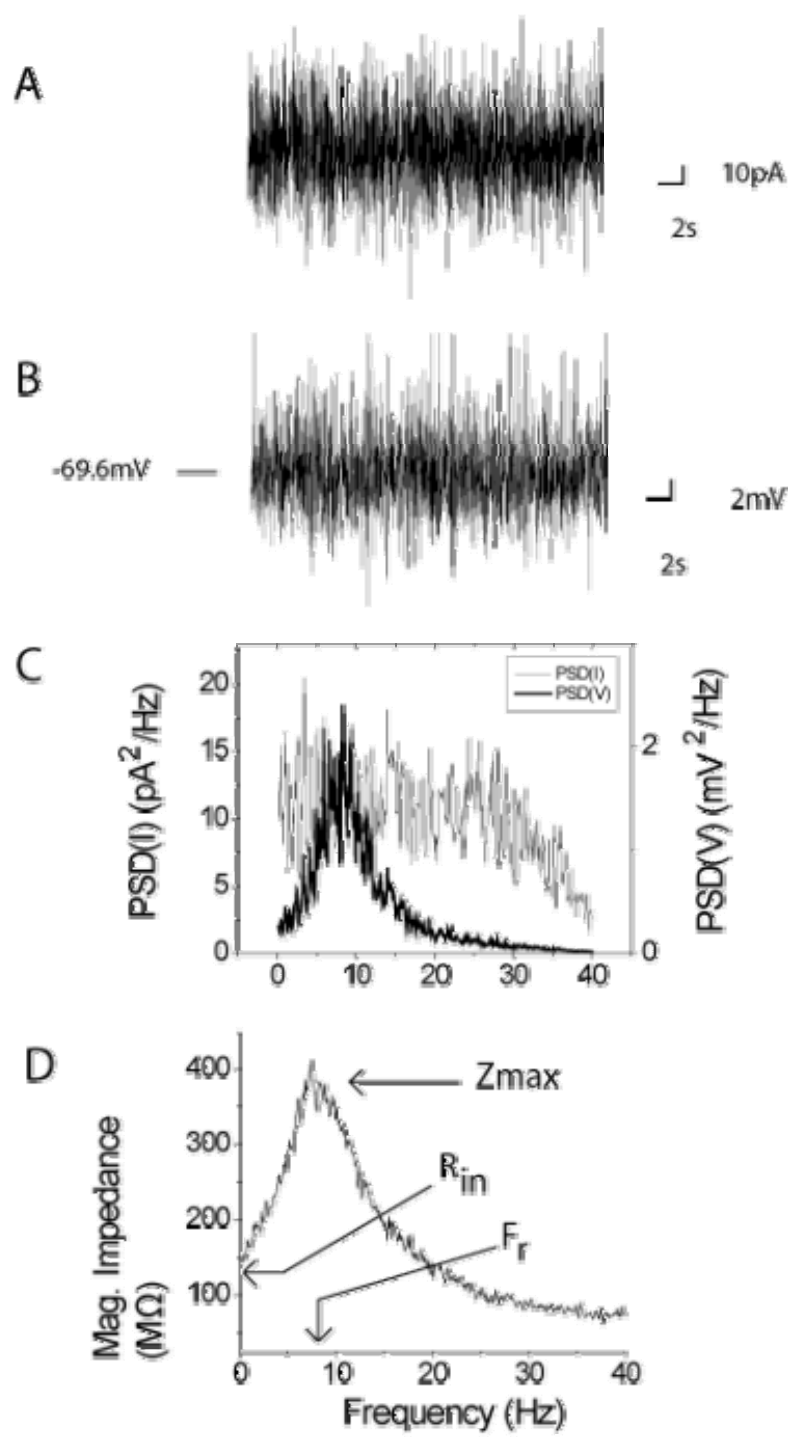 A
10pA
2s
B
-69.6mV
2mV
2s
C
PSD(I) (pA²/Hz)
20
15
10
5
0
PSD(I)
PSD(V)
2
0
PSD(V) (mV²/Hz)
0 10 20 30 40
D
Mag. Impedance
(MΩ)
400
300
200
100
Zmax
Rin
Fr
0 10 20 30 40
Frequency (Hz)